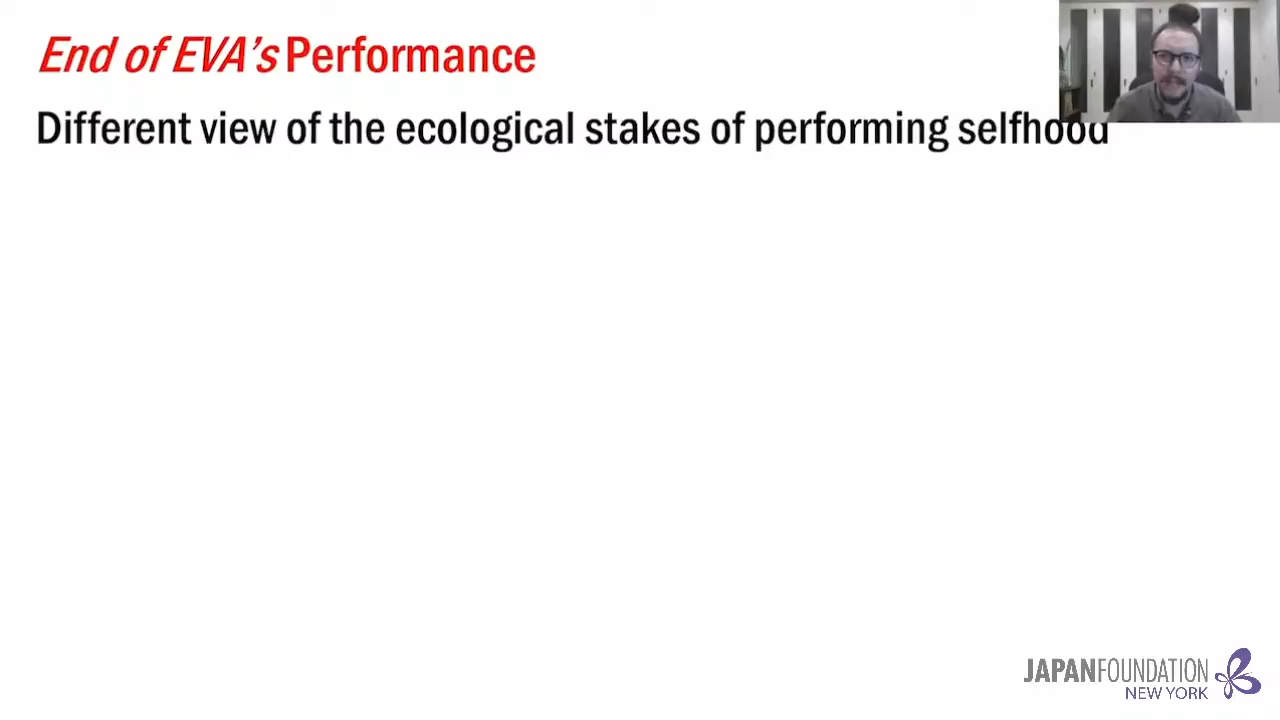 End of EVA's Performance
Different view of the ecological stakes of performing selfhood
JAPANFOUNDATION
NEW YORK